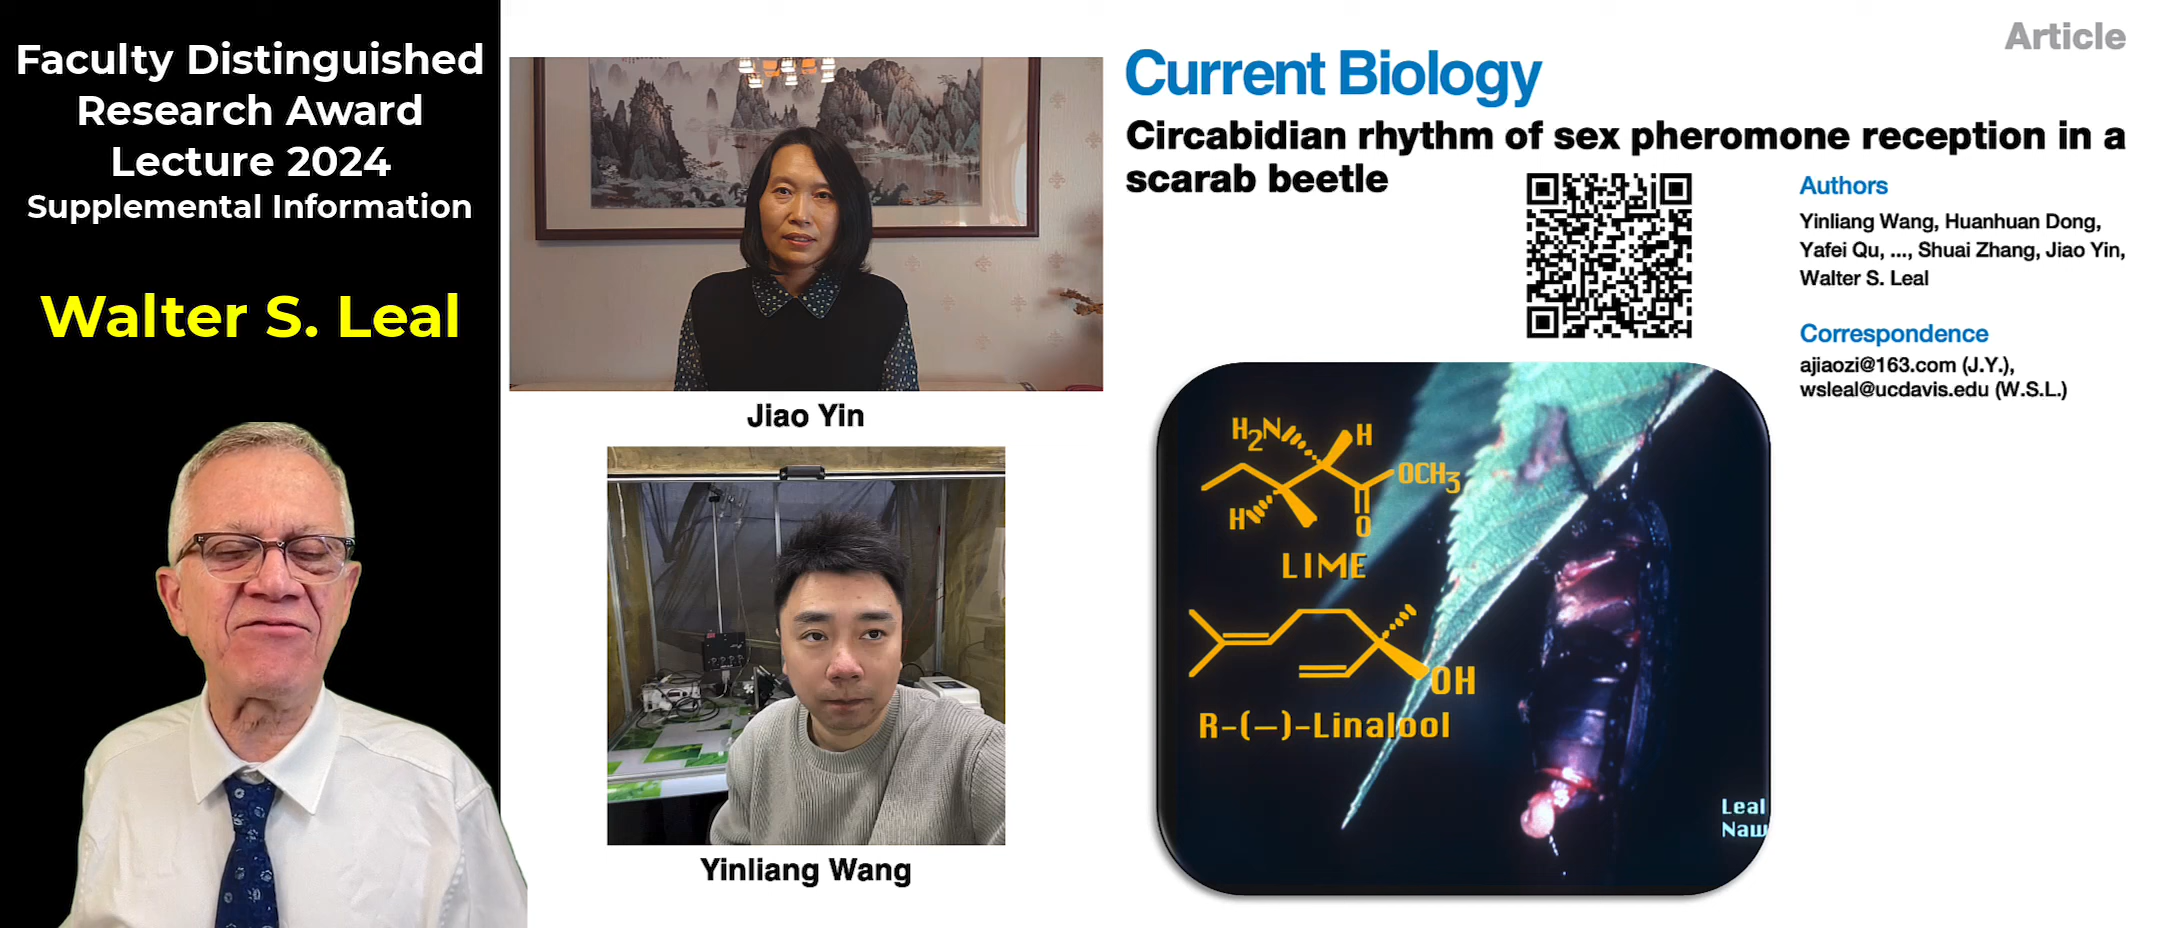 Faculty Distinguished
Research Award
Lecture 2024
Supplemental Information
Walter S. Leal
Jiao Yin
Yinliang Wang
Article
Current Biology
Circabidian rhythm of sex pheromone reception in a
scarab beetle
Authors
Yinliang Wang, Huanhuan Dong,
Yafei Qu, ..., Shuai Zhang, Jiao Yin,
Walter S. Leal
Correspondence
ajiaozi@163.com (J.Y.),
wsleal@ucdavis.edu (W.S.L.)
H₂N
H
OCH₃
H
O
LIME
OH
R-(–)-Linalool
Leal
Naw